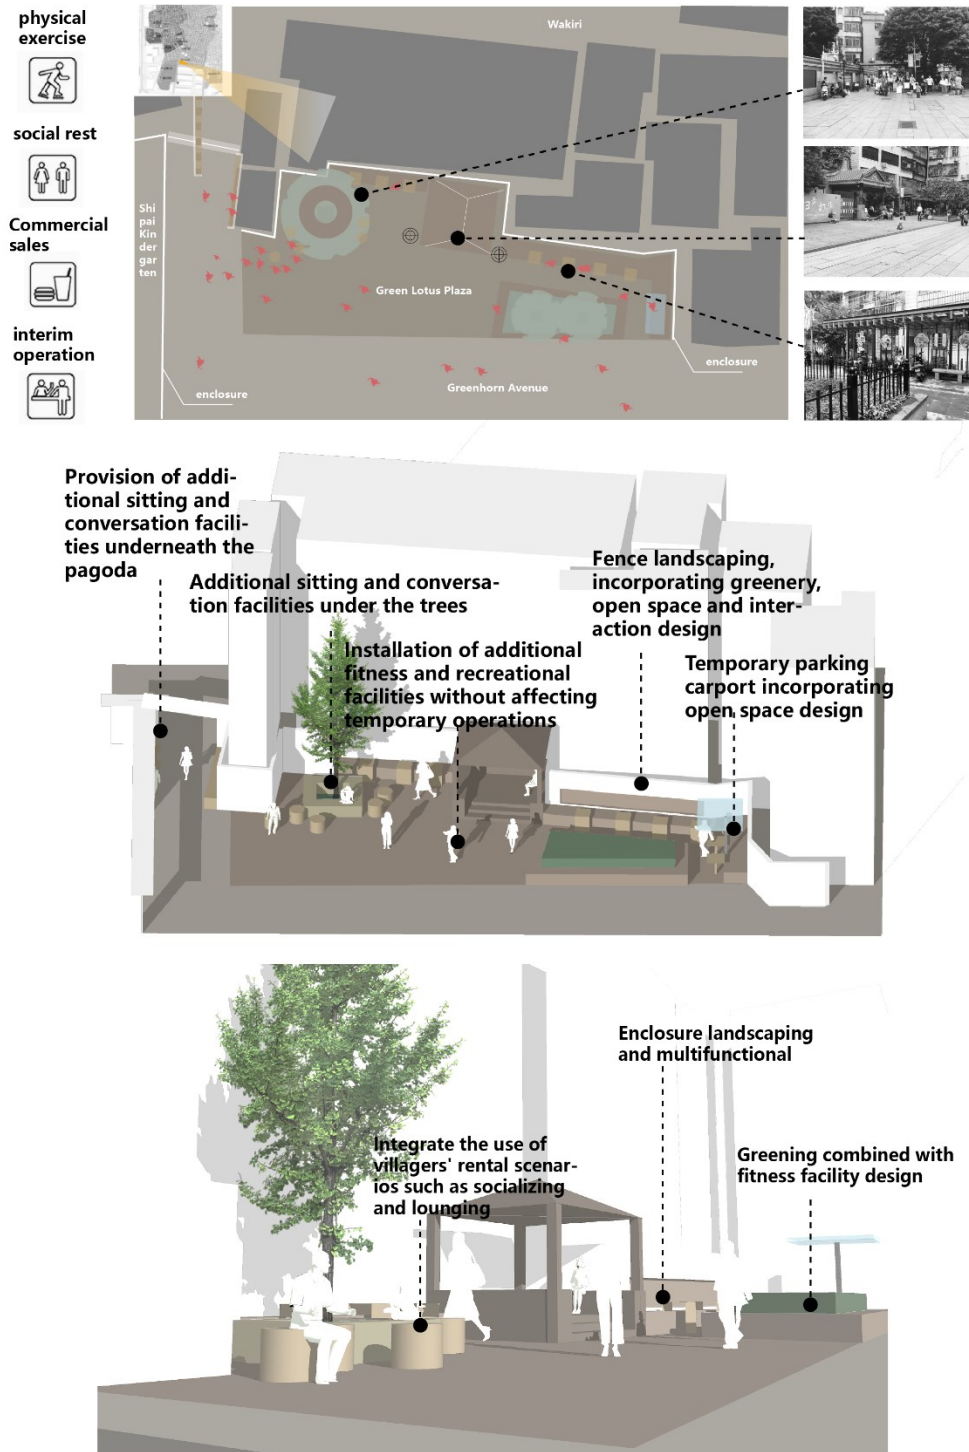 physical
exercise
social rest
Commercial
sales
interim
operation
Wakiri
Shi
pai
Kin
der
gar
ten
Green Lotus Plaza
Greenhorn Avenue
enclosure
enclosure
Provision of addi-
tional sitting and
conversation facili-
ties underneath the
pagoda
Additional sitting and conversa-
tion facilities under the trees
Installation of additional
fitness and recreational
facilities without affecting
temporary operations
Fence landscaping,
incorporating greenery,
open space and inter-
action design
Temporary parking
carport incorporating
open space design
Enclosure landscaping
and multifunctional
Integrate the use of
villagers' rental scenar-
ios such as socializing
and lounging
Greening combined with
fitness facility design